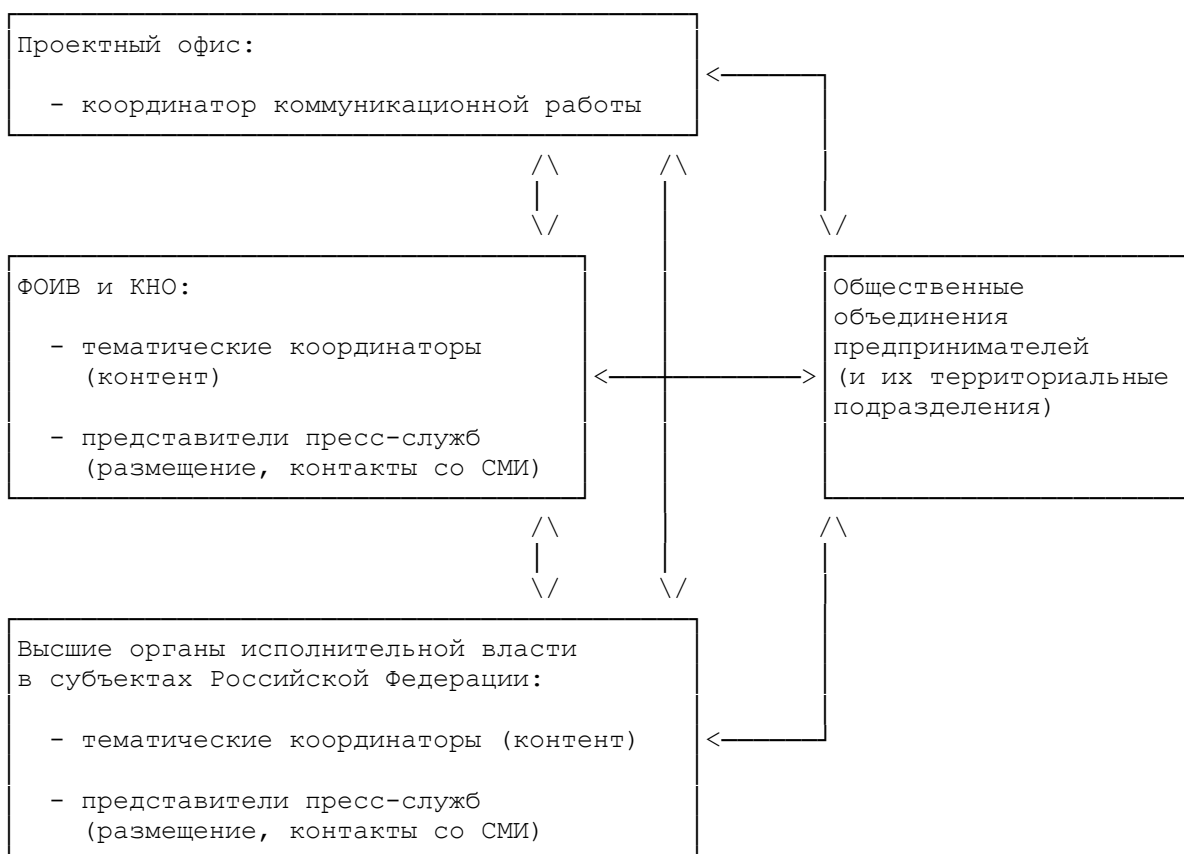 Проектный офис:
- координатор коммуникационной работы
ФОИВ и КНО:
- тематические координаторы
(контент)
- представители пресс-служб
(размещение, контакты со СМИ)
Общественные
объединения
предпринимателей
(и их территориальные
подразделения)
Высшие органы исполнительной власти
в субъектах Российской Федерации:
- тематические координаторы (контент)
- представители пресс-служб
(размещение, контакты со СМИ)